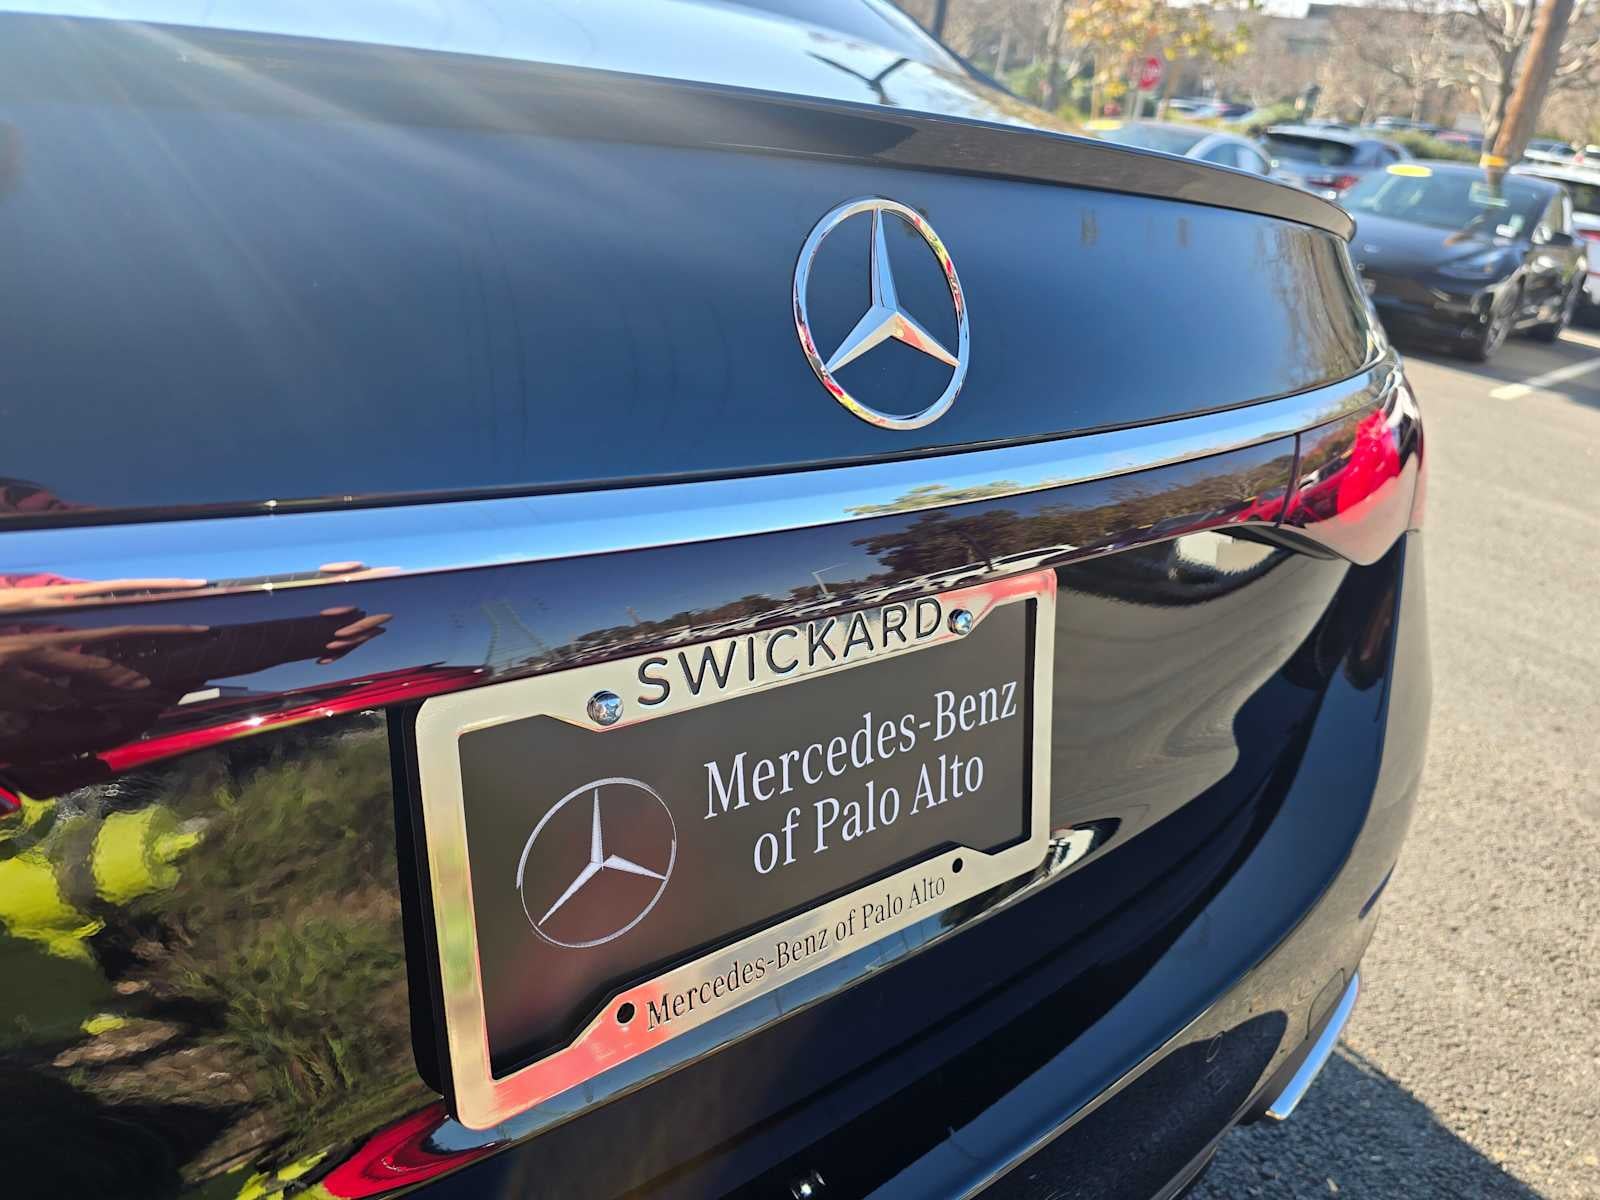 SWICKARD
Mercedes-Benz
of Palo Alto
Mercedes-Benz of Palo Alto